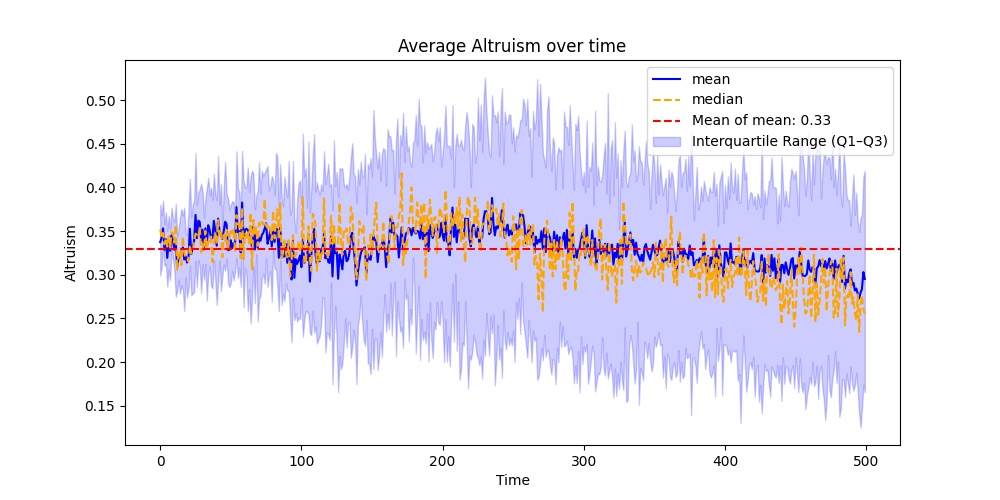 Average Altruism over time
mean
median
Mean of mean: 0.33
Interquartile Range (Q1–Q3)
Altruism
0.50
0.45
0.40
0.35
0.30
0.25
0.20
0.15
0 100 200 300 400 500
Time